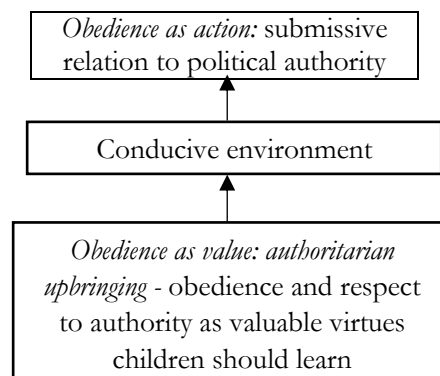 Obedience as action: submissive
relation to political authority
Conducive environment
Obedience as value: authoritarian
upbringing - obedience and respect
to authority as valuable virtues
children should learn